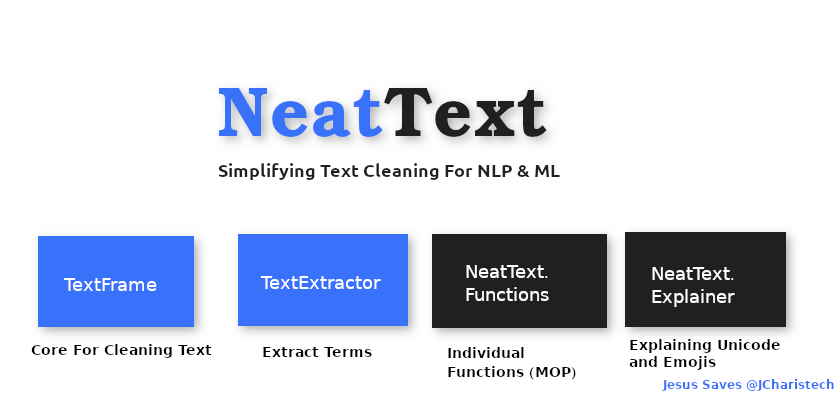 NeatText
Simplifying Text Cleaning For NLP & ML
TextFrame
Core For Cleaning Text
TextExtractor
Extract Terms
NeatText.
Functions
Individual
Functions (MOP)
NeatText.
Explainer
Explaining Unicode
and Emojis
Jesus Saves @JCharistech